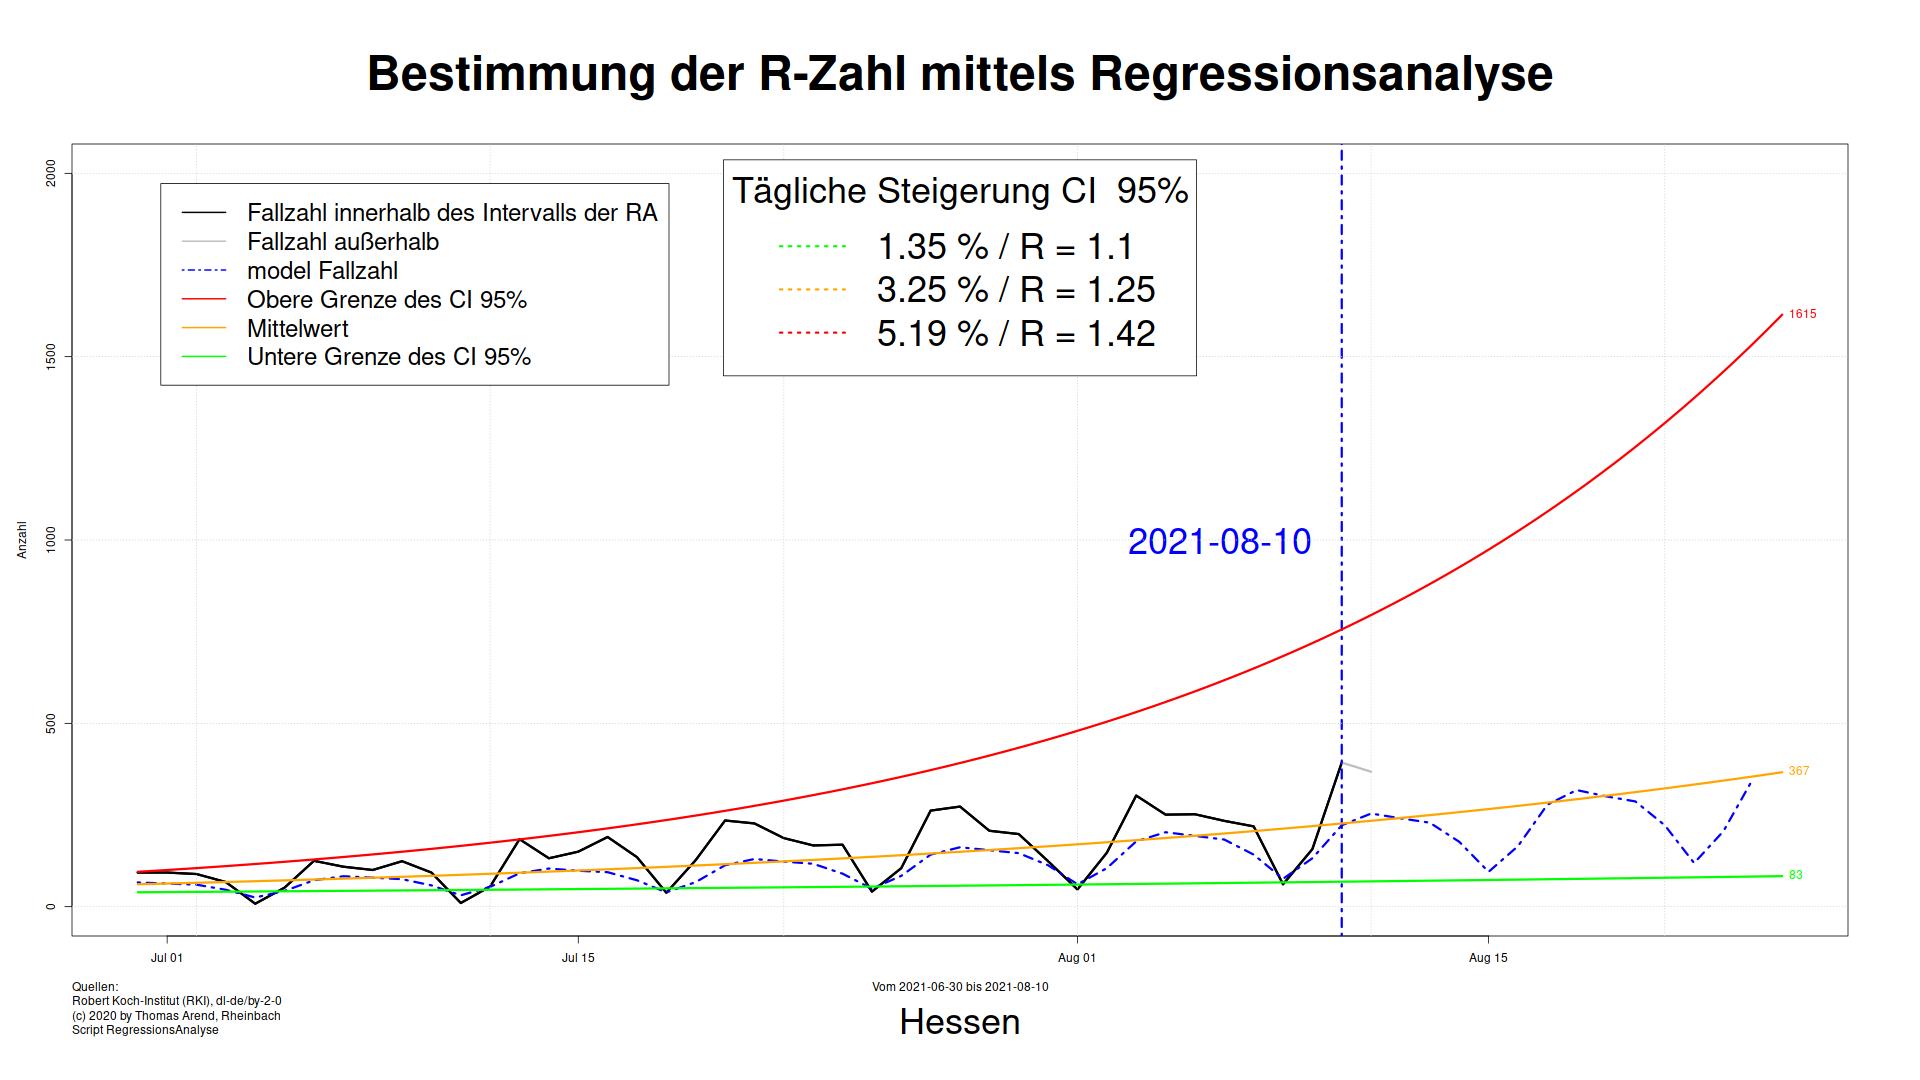 Bestimmung der R-Zahl mittels Regressionsanalyse
Anzahl
2000
1500
1000
500
0
Fallzahl innerhalb des Intervalls der RA
Fallzahl außerhalb
model Fallzahl
Obere Grenze des CI 95%
Mittelwert
Untere Grenze des CI 95%
Tägliche Steigerung CI 95%
1.35 % / R = 1.1
3.25 % / R = 1.25
5.19 % / R = 1.42
2021-08-10
1615
367
83
Jul 01
Jul 15
Aug 01
Aug 15
Quellen:
Robert Koch-Institut (RKI), dl-de/by-2-0
(c) 2020 by Thomas Arend, Rheinbach
Script RegressionsAnalyse
Vom 2021-06-30 bis 2021-08-10
Hessen